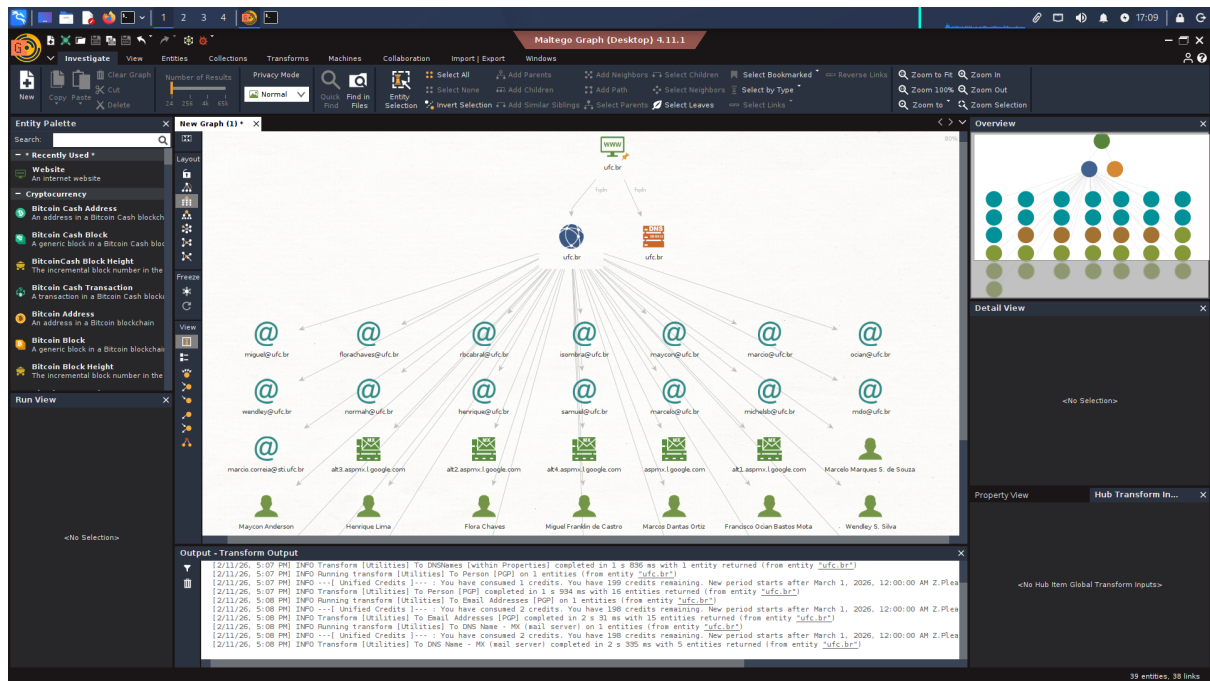 1 2 3 4
17:09
Maltego Graph (Desktop) 4.11.1
Investigate View Entities Collections Transforms Machines Collaboration Import | Export Windows
New
Copy Paste
Clear Graph
Cut
Delete
Number of Results
24 256 4k 65k
Privacy Mode
Normal
Quick Find
Find in Files
Entity Selection
Select All
Select None
Invert Selection
Add Parents
Add Children
Add Similar Siblings
Add Neighbors
Add Path
Select Parents
Select Children
Select Neighbors
Select Leaves
Select Bookmarked
Select by Type
Select Links
Reverse Links
Zoom to Fit
Zoom 100%
Zoom to
Zoom In
Zoom Out
Zoom Selection
Entity Palette
Search:
* Recently Used *
Website
An internet website
Cryptocurrency
Bitcoin Cash Address
An address in a Bitcoin Cash blockch
Bitcoin Cash Block
A generic block in a Bitcoin Cash bloc
BitcoinCash Block Height
The incremental block number in the
Bitcoin Cash Transaction
A transaction in a Bitcoin Cash blocki
Bitcoin Address
An address in a Bitcoin blockchain
Bitcoin Block
A generic block in a Bitcoin blockchai
Bitcoin Block Height
The incremental block number in the
Run View
<No Selection>
New Graph (1) *
Layout
Freeze
View
80%
www
ufc.br
fqdn fqdn
DNS
ufc.br ufc.br
miguel@ufc.br florachaves@ufc.br rbcabral@ufc.br isombra@ufc.br maycon@ufc.br marcio@ufc.br ocian@ufc.br
wendley@ufc.br normah@ufc.br henrique@ufc.br samuel@ufc.br marcelo@ufc.br michelsb@ufc.br mdo@ufc.br
MX MX MX MX MX
marcio.correia@sti.ufc.br alt3.aspmx.l.google.com alt2.aspmx.l.google.com alt4.aspmx.l.google.com aspmx.l.google.com alt1.aspmx.l.google.com Marcelo Marques S. de Souza
Maycon Anderson Henrique Lima Flora Chaves Miguel Franklin de Castro Marcos Dantas Ortiz Francisco Ocian Bastos Mota Wendley S. Silva
Output - Transform Output
[2/11/26, 5:07 PM] INFO Transform [Utilities] To DNSNames [within Properties] completed in 1 s 836 ms with 1 entity returned (from entity "ufc.br")
[2/11/26, 5:07 PM] INFO Running transform [Utilities] To Person [PGP] on 1 entities (from entity "ufc.br")
[2/11/26, 5:07 PM] INFO ---[ Unified Credits ]--- : You have consumed 1 credits. You have 199 credits remaining. New period starts after March 1, 2026, 12:00:00 AM Z.Plea
[2/11/26, 5:07 PM] INFO Transform [Utilities] To Person [PGP] completed in 1 s 934 ms with 16 entities returned (from entity "ufc.br")
[2/11/26, 5:08 PM] INFO Running transform [Utilities] To Email Addresses [PGP] on 1 entities (from entity "ufc.br")
[2/11/26, 5:08 PM] INFO ---[ Unified Credits ]--- : You have consumed 2 credits. You have 198 credits remaining. New period starts after March 1, 2026, 12:00:00 AM Z.Plea
[2/11/26, 5:08 PM] INFO Transform [Utilities] To Email Addresses [PGP] completed in 2 s 31 ms with 15 entities returned (from entity "ufc.br")
[2/11/26, 5:08 PM] INFO Running transform [Utilities] To DNS Name - MX (mail server) on 1 entities (from entity "ufc.br")
[2/11/26, 5:08 PM] INFO ---[ Unified Credits ]--- : You have consumed 2 credits. You have 198 credits remaining. New period starts after March 1, 2026, 12:00:00 AM Z.Plea
[2/11/26, 5:08 PM] INFO Transform [Utilities] To DNS Name - MX (mail server) completed in 2 s 335 ms with 5 entities returned (from entity "ufc.br")
Overview
Detail View
<No Selection>
Property View
Hub Transform In...
<No Hub Item Global Transform Inputs>
39 entities, 38 links